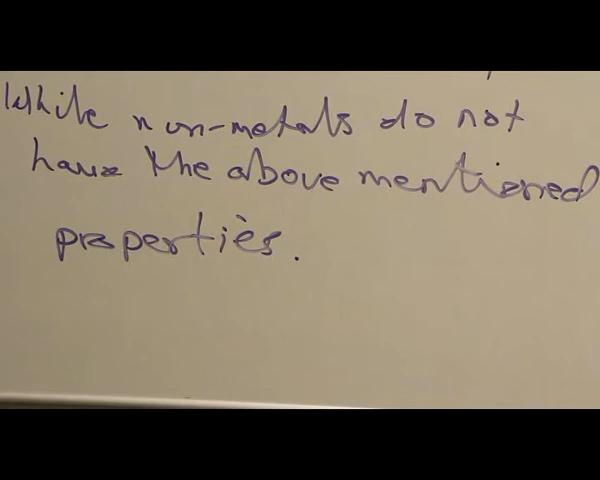 While non-metals do not
have the above mentioned
properties.